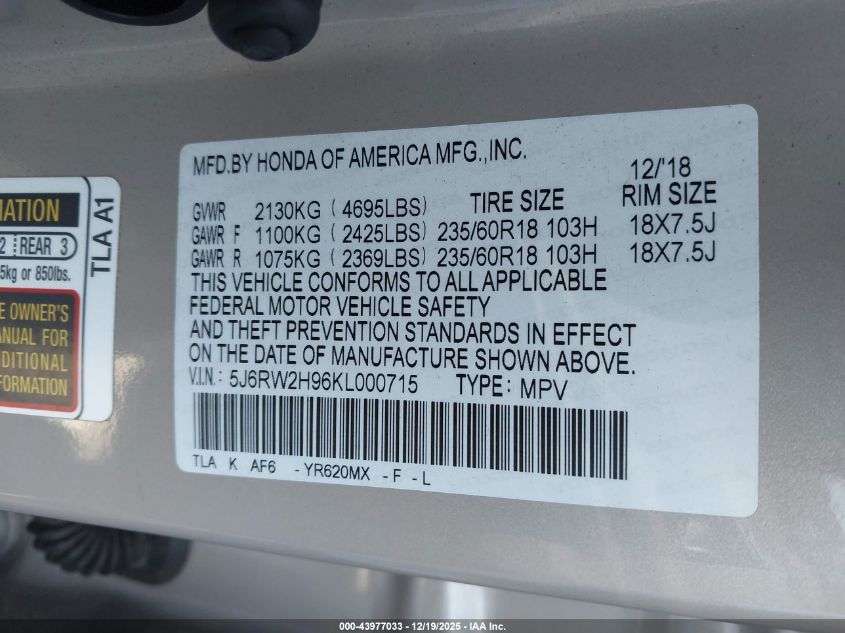 MFD.BY HONDA OF AMERICA MFG.,INC. 12/'18
GVWR 2130KG ( 4695LBS) TIRE SIZE RIM SIZE
GAWR F 1100KG ( 2425LBS) 235/60R18 103H 18X7.5J
GAWR R 1075KG ( 2369LBS) 235/60R18 103H 18X7.5J
THIS VEHICLE CONFORMS TO ALL APPLICABLE
FEDERAL MOTOR VEHICLE SAFETY
AND THEFT PREVENTION STANDARDS IN EFFECT
ON THE DATE OF MANUFACTURE SHOWN ABOVE.
V.I.N.: 5J6RW2H96KL000715 TYPE: MPV
TLA K AF6 - YR620MX - F - L
MATION
2 REAR 3
5kg or 850lbs.
E OWNER'S
ANUAL FOR
DDITIONAL
FORMATION
TLA A1
000-43977033 - 12/19/2025 - IAA, INC.